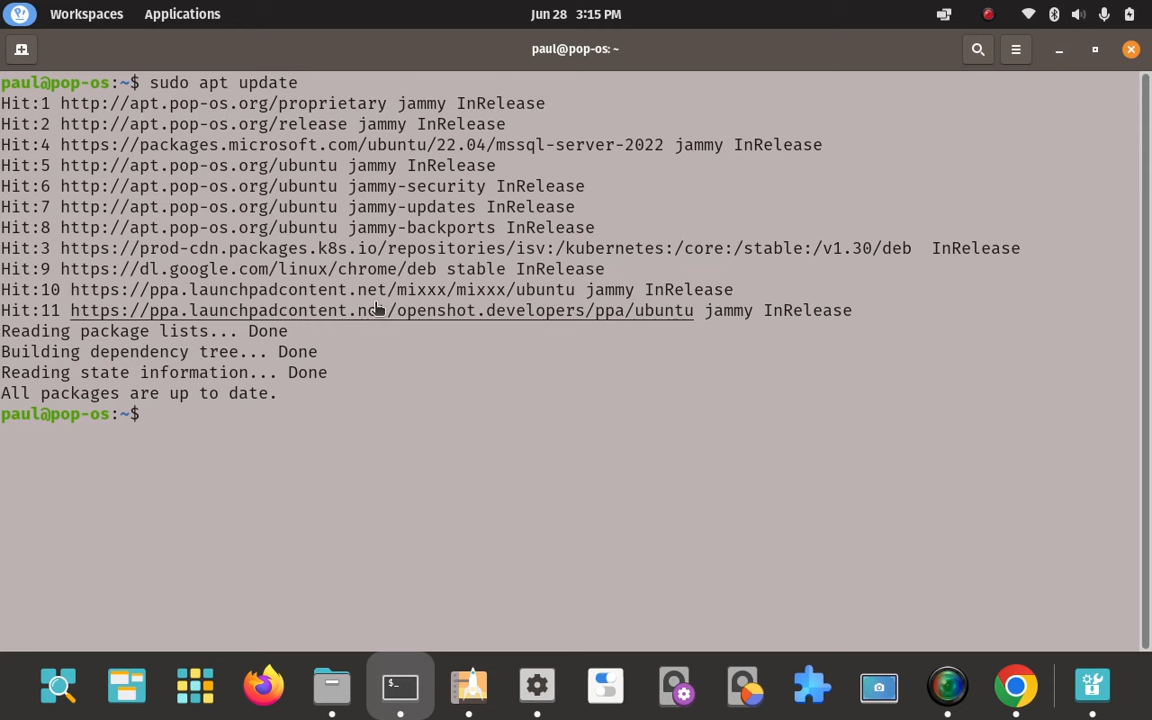 Workspaces Applications Jun 28 3:15 PM
paul@pop-os: ~
paul@pop-os:~$ sudo apt update
Hit:1 http://apt.pop-os.org/proprietary jammy InRelease
Hit:2 http://apt.pop-os.org/release jammy InRelease
Hit:4 https://packages.microsoft.com/ubuntu/22.04/mssql-server-2022 jammy InRelease
Hit:5 http://apt.pop-os.org/ubuntu jammy InRelease
Hit:6 http://apt.pop-os.org/ubuntu jammy-security InRelease
Hit:7 http://apt.pop-os.org/ubuntu jammy-updates InRelease
Hit:8 http://apt.pop-os.org/ubuntu jammy-backports InRelease
Hit:3 https://prod-cdn.packages.k8s.io/repositories/isv:/kubernetes:/core:/stable:/v1.30/deb  InRelease
Hit:9 https://dl.google.com/linux/chrome/deb stable InRelease
Hit:10 https://ppa.launchpadcontent.net/mixxx/mixxx/ubuntu jammy InRelease
Hit:11 https://ppa.launchpadcontent.net/openshot.developers/ppa/ubuntu jammy InRelease
Reading package lists... Done
Building dependency tree... Done
Reading state information... Done
All packages are up to date.
paul@pop-os:~$